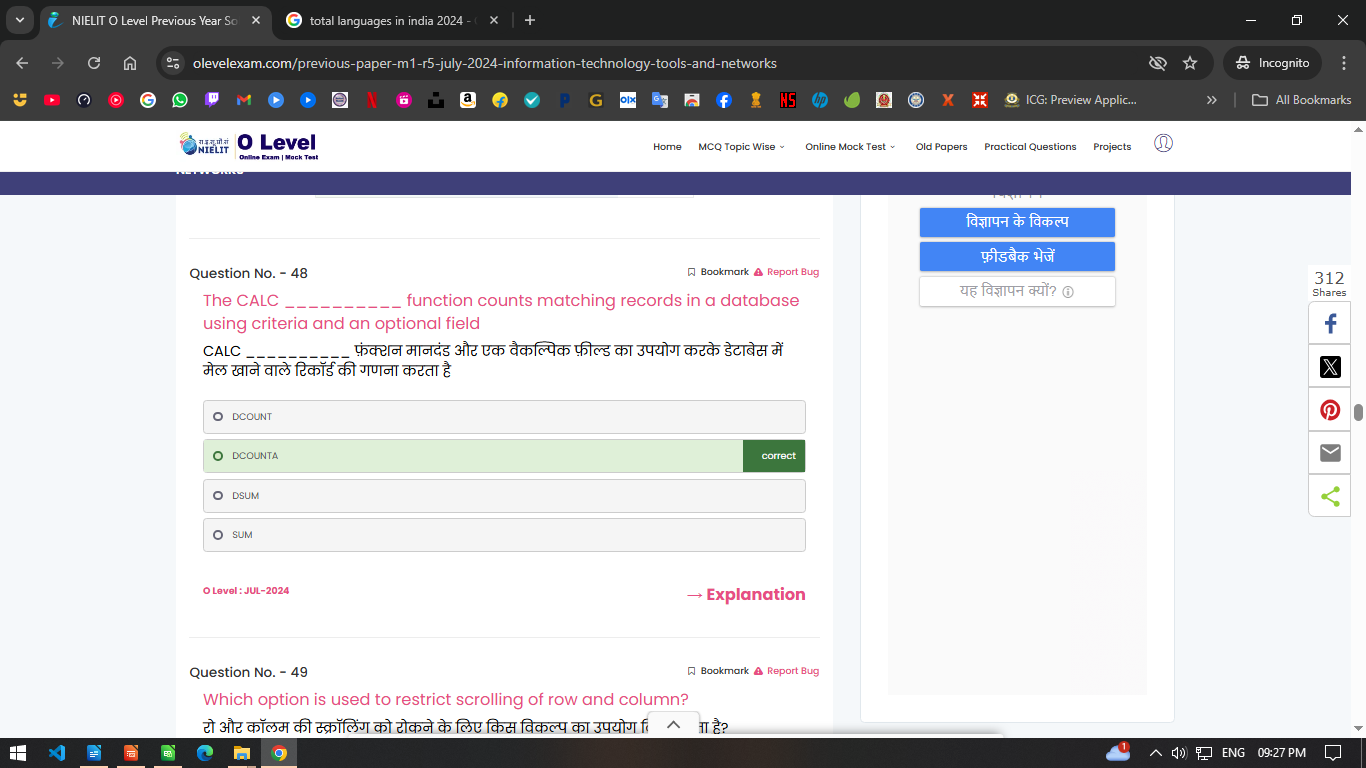 NIELIT O Level Previous Year So
total languages in india 2024 -
olevelexam.com/previous-paper-m1-r5-july-2024-information-technology-tools-and-networks
Incognito
ICG: Preview Applic...
All Bookmarks
NIELIT
O Level
Online Exam | Mock Test
Home
MCQ Topic Wise
Online Mock Test
Old Papers
Practical Questions
Projects
NETWORKS
विज्ञापन
विज्ञापन के विकल्प
फ़ीडबैक भेजें
यह विज्ञापन क्यों?
312
Shares
Question No. - 48
Bookmark
Report Bug
The CALC __________ function counts matching records in a database
using criteria and an optional field
CALC __________ फ़ंक्शन मानदंड और एक वैकल्पिक फ़ील्ड का उपयोग करके डेटाबेस में
मेल खाने वाले रिकॉर्ड की गणना करता है
DCOUNT
DCOUNTA
correct
DSUM
SUM
O Level : JUL-2024
→ Explanation
Question No. - 49
Bookmark
Report Bug
Which option is used to restrict scrolling of row and column?
रो और कॉलम की स्क्रॉलिंग को रोकने के लिए किस विकल्प का उपयोग है?
ENG
09:27 PM